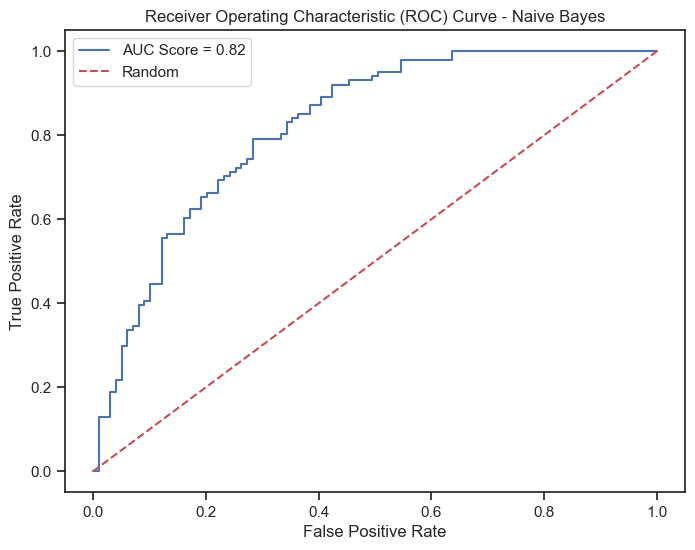 Receiver Operating Characteristic (ROC) Curve - Naive Bayes
AUC Score = 0.82
Random
True Positive Rate
1.0
0.8
0.6
0.4
0.2
0.0
0.0 0.2 0.4 0.6 0.8 1.0
False Positive Rate